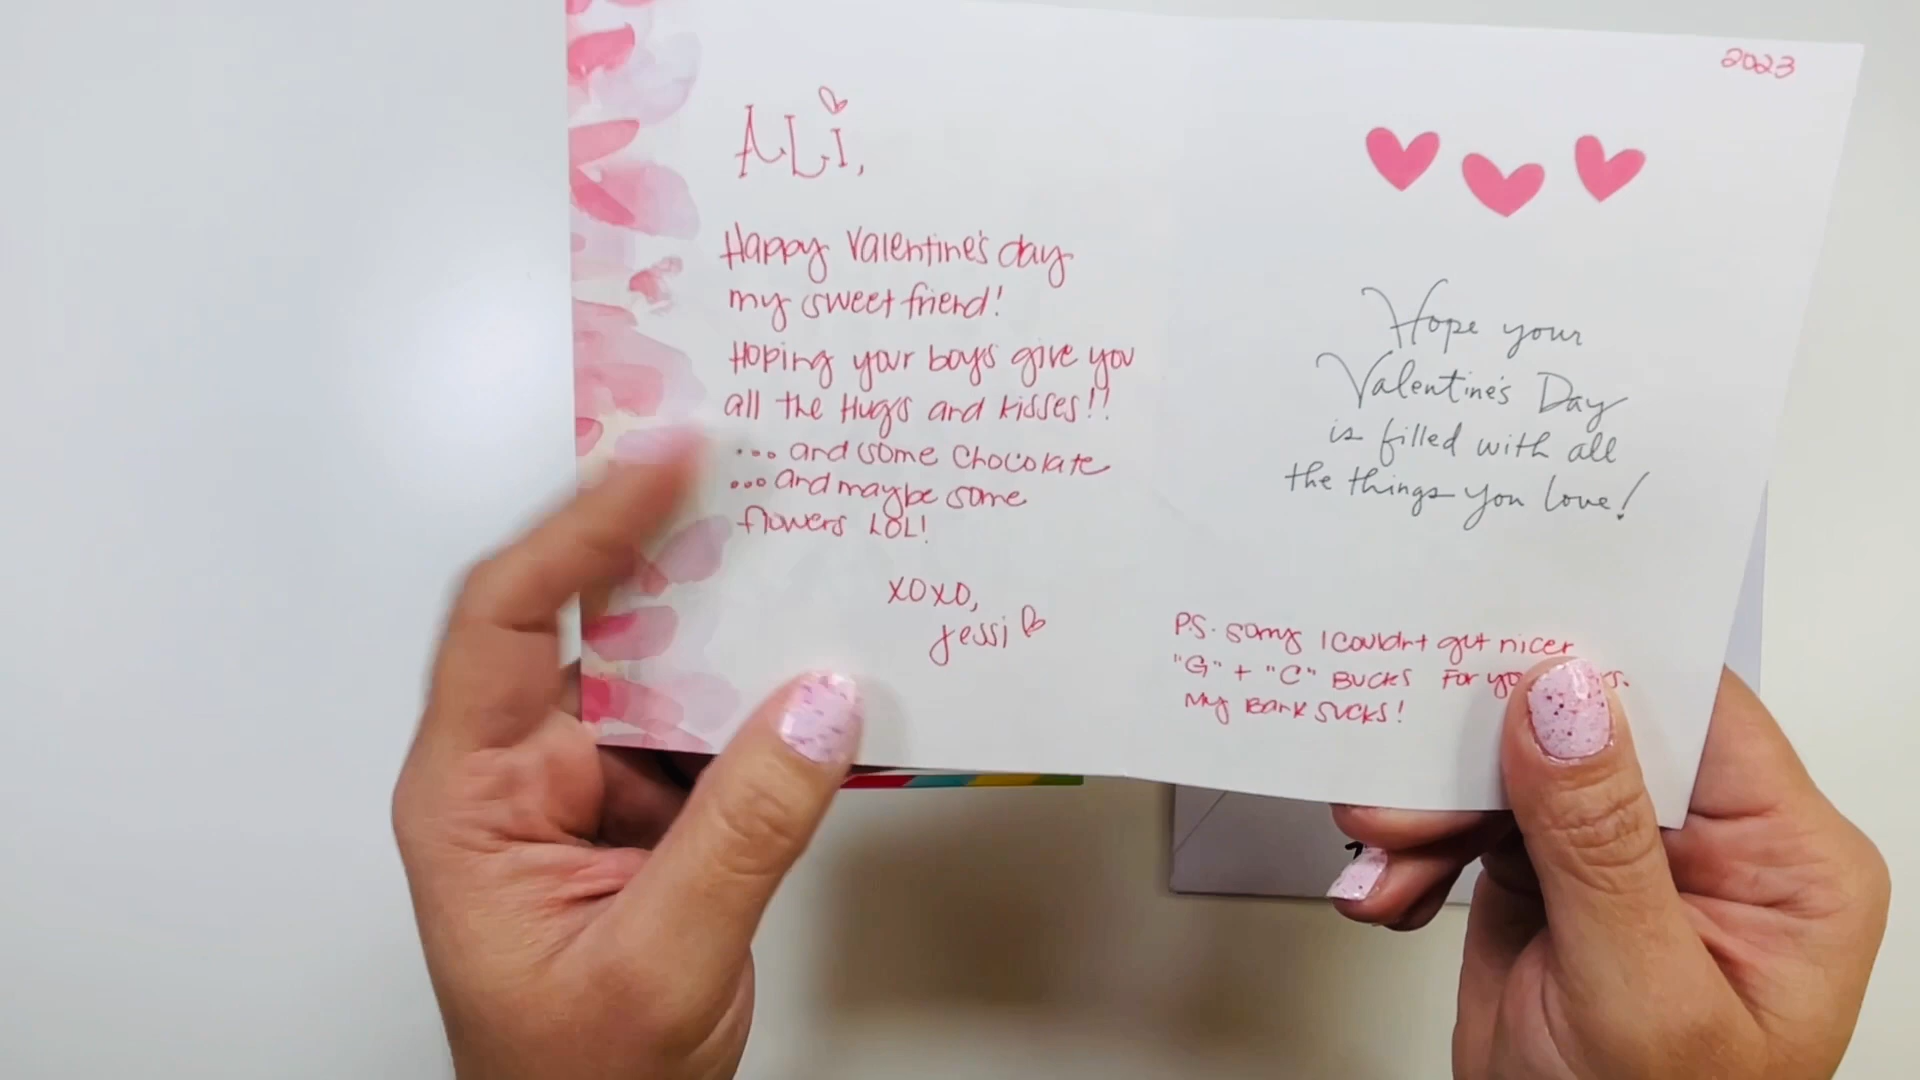 ALi,
Happy Valentine's day
my sweet friend!
Hoping your boys give you
all the Hugs and kisses!!
... and some Chocolate
... and maybe some
flowers LOL!
XOXO,
Jessi
2023
Hope your
Valentine's Day
is filled with all
the things you love!
P.S. Sorry I couldn't get nicer
"G" + "C" BUCKS For
My Bank SUCKS!